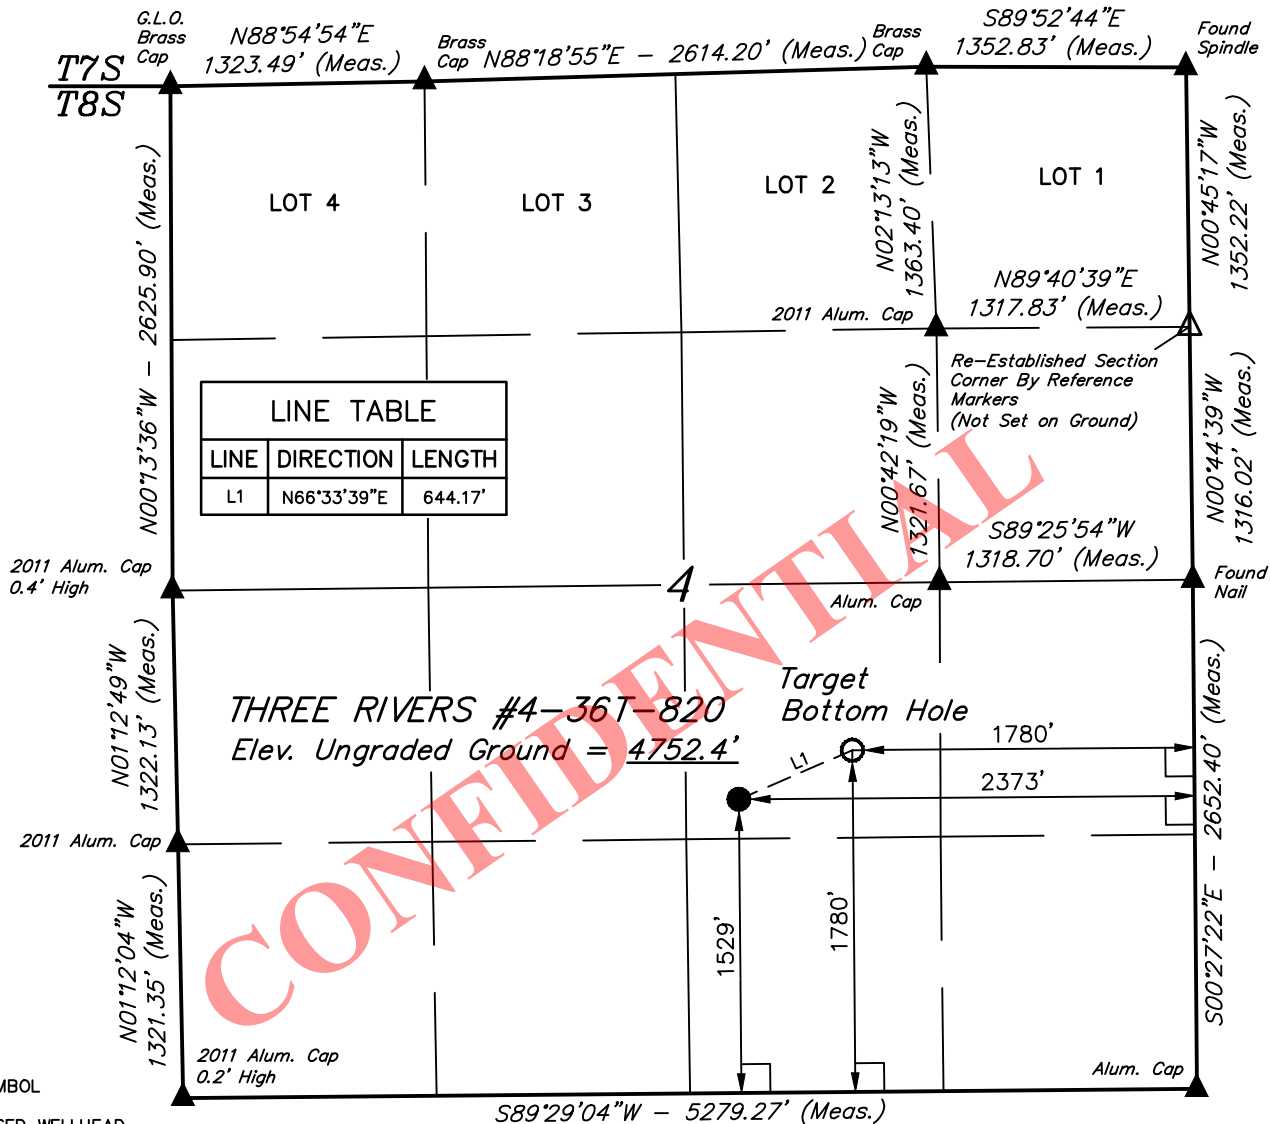 G.L.O.
Brass
Cap
N88°54'54"E
1323.49' (Meas.)
Brass
Cap
N88°18'55"E - 2614.20' (Meas.)
Brass
Cap
S89°52'44"E
1352.83' (Meas.)
Found
Spindle
T7S
T8S
N00°13'36"W - 2625.90' (Meas.)
LOT 4
LOT 3
LOT 2
LOT 1
N02°13'13"W
1363.40' (Meas.)
N00°45'17"W
1352.22' (Meas.)
N89°40'39"E
1317.83' (Meas.)
2011 Alum. Cap
Re-Established Section
Corner By Reference
Markers
(Not Set on Ground)
LINE TABLE
LINE DIRECTION LENGTH
L1 N66°33'39"E 644.17'
N00°42'19"W
1321.67' (Meas.)
N00°44'39"W
1316.02' (Meas.)
S89°25'54"W
1318.70' (Meas.)
2011 Alum. Cap
0.4' High
4
Alum. Cap
Found
Nail
N01°12'49"W
1322.13' (Meas.)
THREE RIVERS #4-36T-820
Elev. Ungraded Ground = 4752.4'
Target
Bottom Hole
L1
1780'
2373'
S00°27'22"E - 2652.40' (Meas.)
2011 Alum. Cap
1529'
1780'
N01°12'04"W
1321.35' (Meas.)
2011 Alum. Cap
0.2' High
Alum. Cap
S89°29'04"W - 5279.27' (Meas.)
CONFIDENTIAL